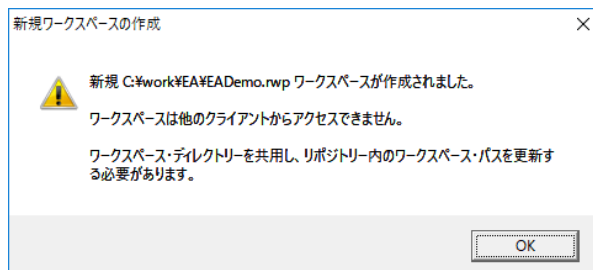 新規ワークスペースの作成
新規 C:¥work¥EA¥EADemo.rwp ワークスペースが作成されました。
ワークスペースは他のクライアントからアクセスできません。
ワークスペース・ディレクトリーを共用し、リポジトリー内のワークスペース・パスを更新す
る必要があります。
OK